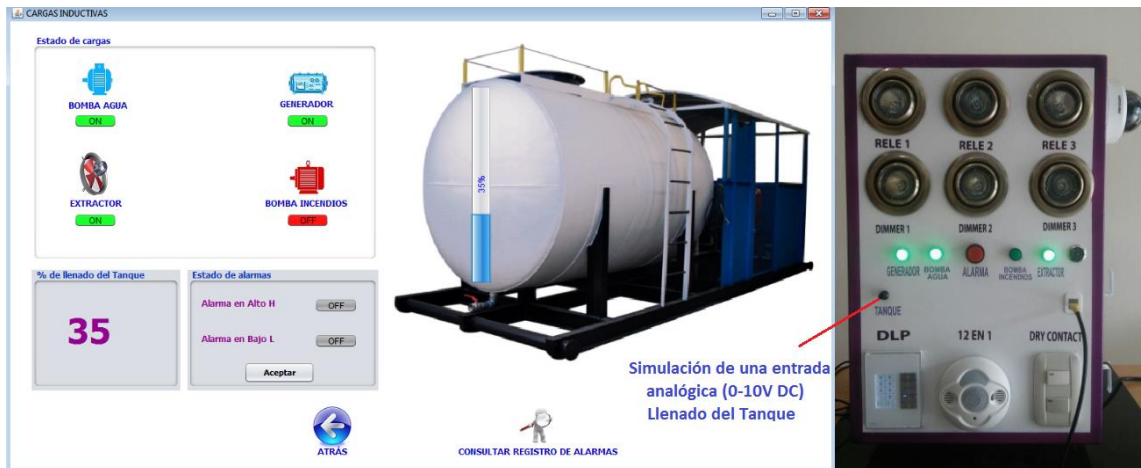 CARGAS INDUCTIVAS
Estado de cargas
BOMBA AGUA
ON
GENERADOR
ON
EXTRACTOR
ON
BOMBA INCENDIOS
OFF
% de llenado del Tanque
35
Estado de alarmas
Alarma en Alto H
OFF
Alarma en Bajo L
OFF
Aceptar
35%
ATRÁS
CONSULTAR REGISTRO DE ALARMAS
Simulación de una entrada
analógica (0-10V DC)
Llenado del Tanque
RELE 1
RELE 2
RELE 3
DIMMER 1
DIMMER 2
DIMMER 3
GENERADOR
BOMBA
AGUA
ALARMA
BOMBA
INCENDIOS
EXTRACTOR
TANQUE
DLP
12 EN 1
DRY CONTACT